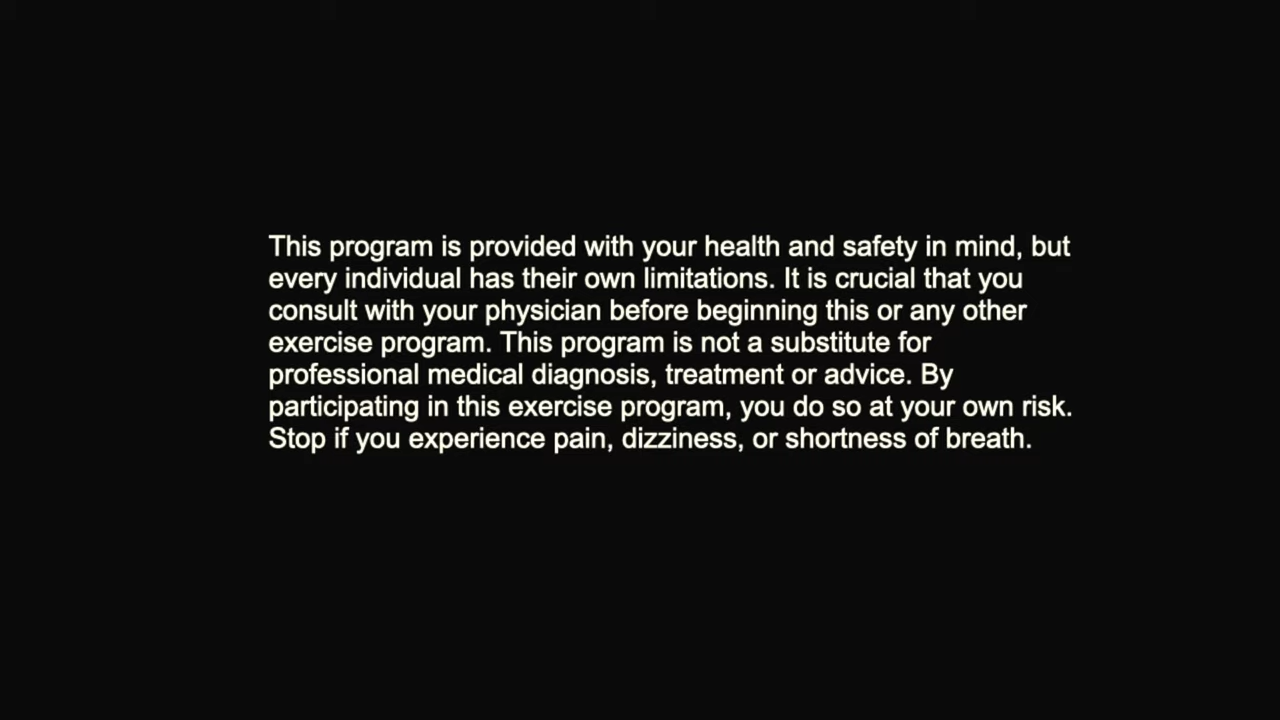 This program is provided with your health and safety in mind, but
every individual has their own limitations. It is crucial that you
consult with your physician before beginning this or any other
exercise program. This program is not a substitute for
professional medical diagnosis, treatment or advice. By
participating in this exercise program, you do so at your own risk.
Stop if you experience pain, dizziness, or shortness of breath.